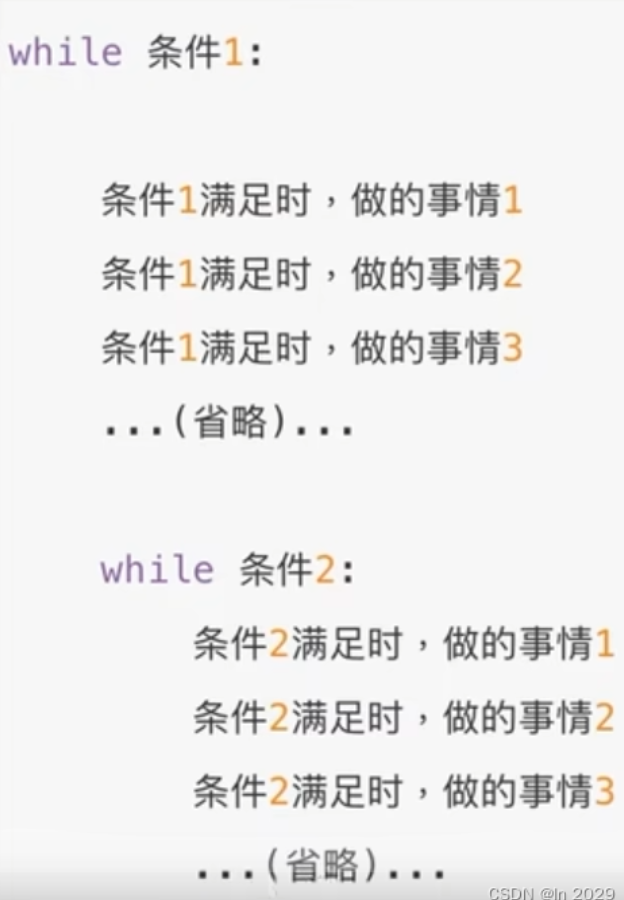 while 条件1:
条件1满足时，做的事情1
条件1满足时，做的事情2
条件1满足时，做的事情3
...(省略)...
while 条件2:
条件2满足时，做的事情1
条件2满足时，做的事情2
条件2满足时，做的事情3
...(省略)...
CSDN @ln_2029